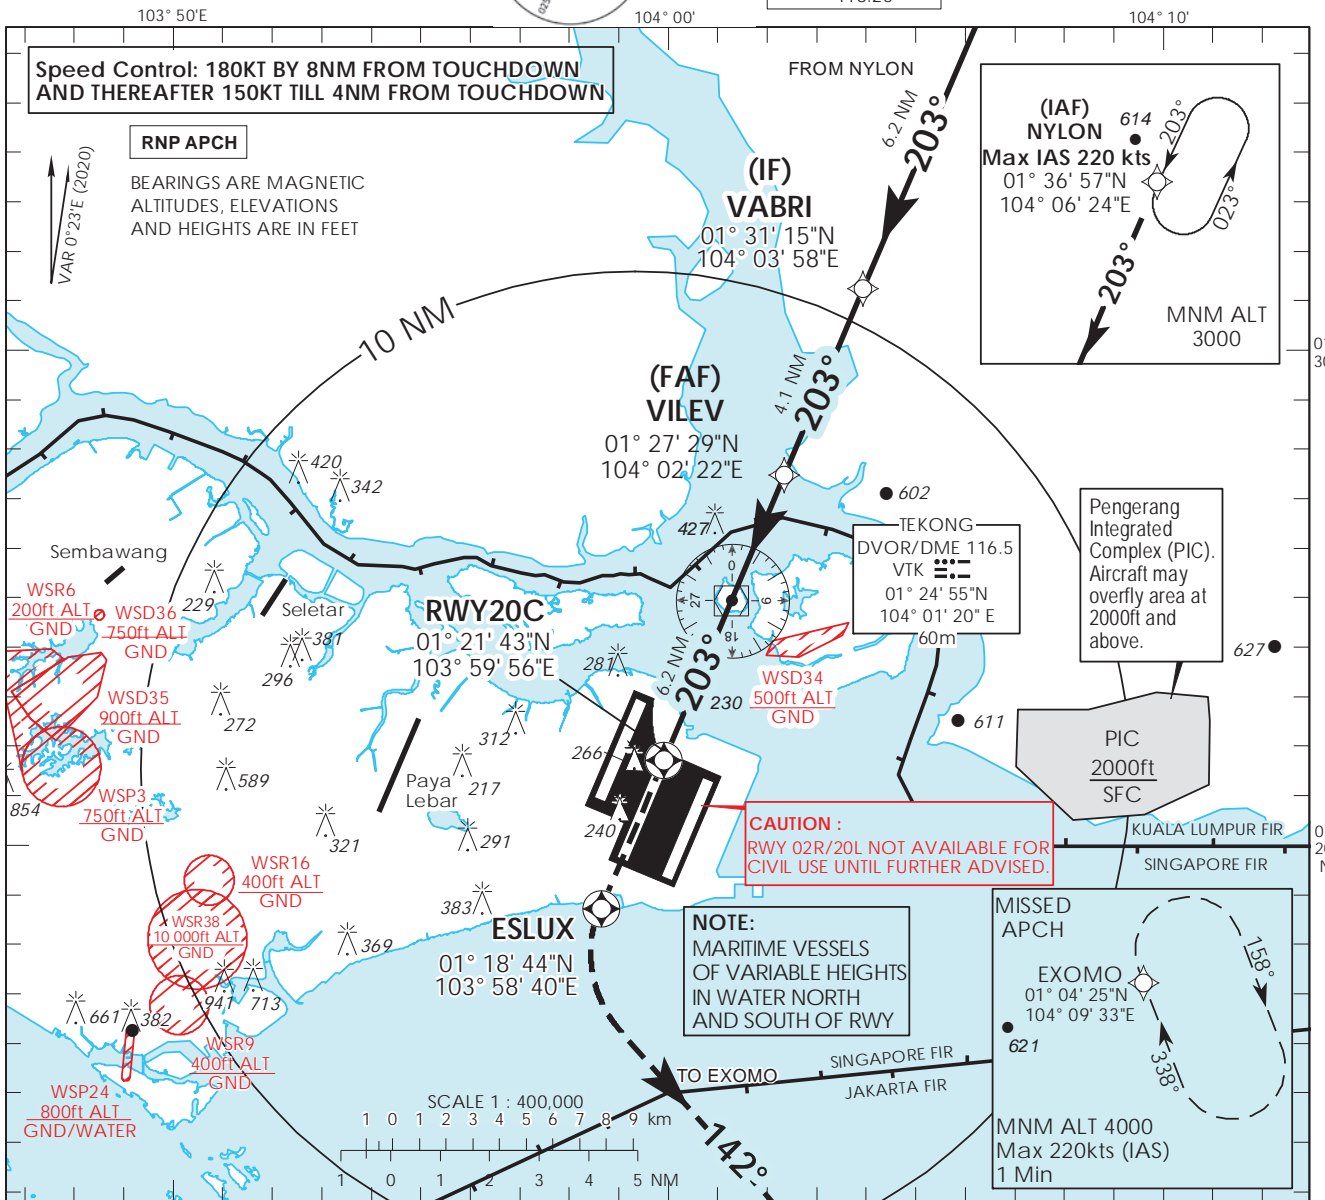 103° 50'E
104° 00'
104° 10'
025
Speed Control: 180KT BY 8NM FROM TOUCHDOWN
AND THEREAFTER 150KT TILL 4NM FROM TOUCHDOWN
RNP APCH
BEARINGS ARE MAGNETIC
ALTITUDES, ELEVATIONS
AND HEIGHTS ARE IN FEET
VAR 0°23'E (2020)
FROM NYLON
6.2 NM
203°
(IAF)
NYLON
Max IAS 220 kts
01° 36' 57"N
104° 06' 24"E
614
203°
023°
203°
MNM ALT
3000
(IF)
VABRI
01° 31' 15"N
104° 03' 58"E
10 NM
4.1 NM
203°
(FAF)
VILEV
01° 27' 29"N
104° 02' 22"E
420
342
427
602
TEKONG
DVOR/DME 116.5
VTK
01° 24' 55"N
104° 01' 20" E
60m
Pengerang
Integrated
Complex (PIC).
Aircraft may
overfly area at
2000ft and
above.
0
9
18
27
Sembawang
WSR6
200ft ALT
GND
WSD36
750ft ALT
GND
229
Seletar
381
296
RWY20C
01° 21' 43"N
103° 59' 56"E
281
6.2 NM
203°
230
WSD34
500ft ALT
GND
627
611
WSD35
900ft ALT
GND
272
312
266
PIC
2000ft
SFC
854
WSP3
750ft ALT
GND
589
Paya
Lebar
217
240
321
291
CAUTION :
RWY 02R/20L NOT AVAILABLE FOR
CIVIL USE UNTIL FURTHER ADVISED.
KUALA LUMPUR FIR
SINGAPORE FIR
WSR16
400ft ALT
GND
WSR38
10 000ft ALT
GND
383
369
ESLUX
01° 18' 44"N
103° 58' 40"E
NOTE:
MARITIME VESSELS
OF VARIABLE HEIGHTS
IN WATER NORTH
AND SOUTH OF RWY
MISSED
APCH
EXOMO
01° 04' 25"N
104° 09' 33"E
158°
338°
621
MNM ALT 4000
Max 220kts (IAS)
1 Min
941
713
661
382
WSR9
400ft ALT
GND
WSP24
800ft ALT
GND/WATER
SINGAPORE FIR
JAKARTA FIR
TO EXOMO
142°
SCALE 1 : 400,000
1 0 1 2 3 4 5 6 7 8 9 km
1 0 1 2 3 4 5 NM